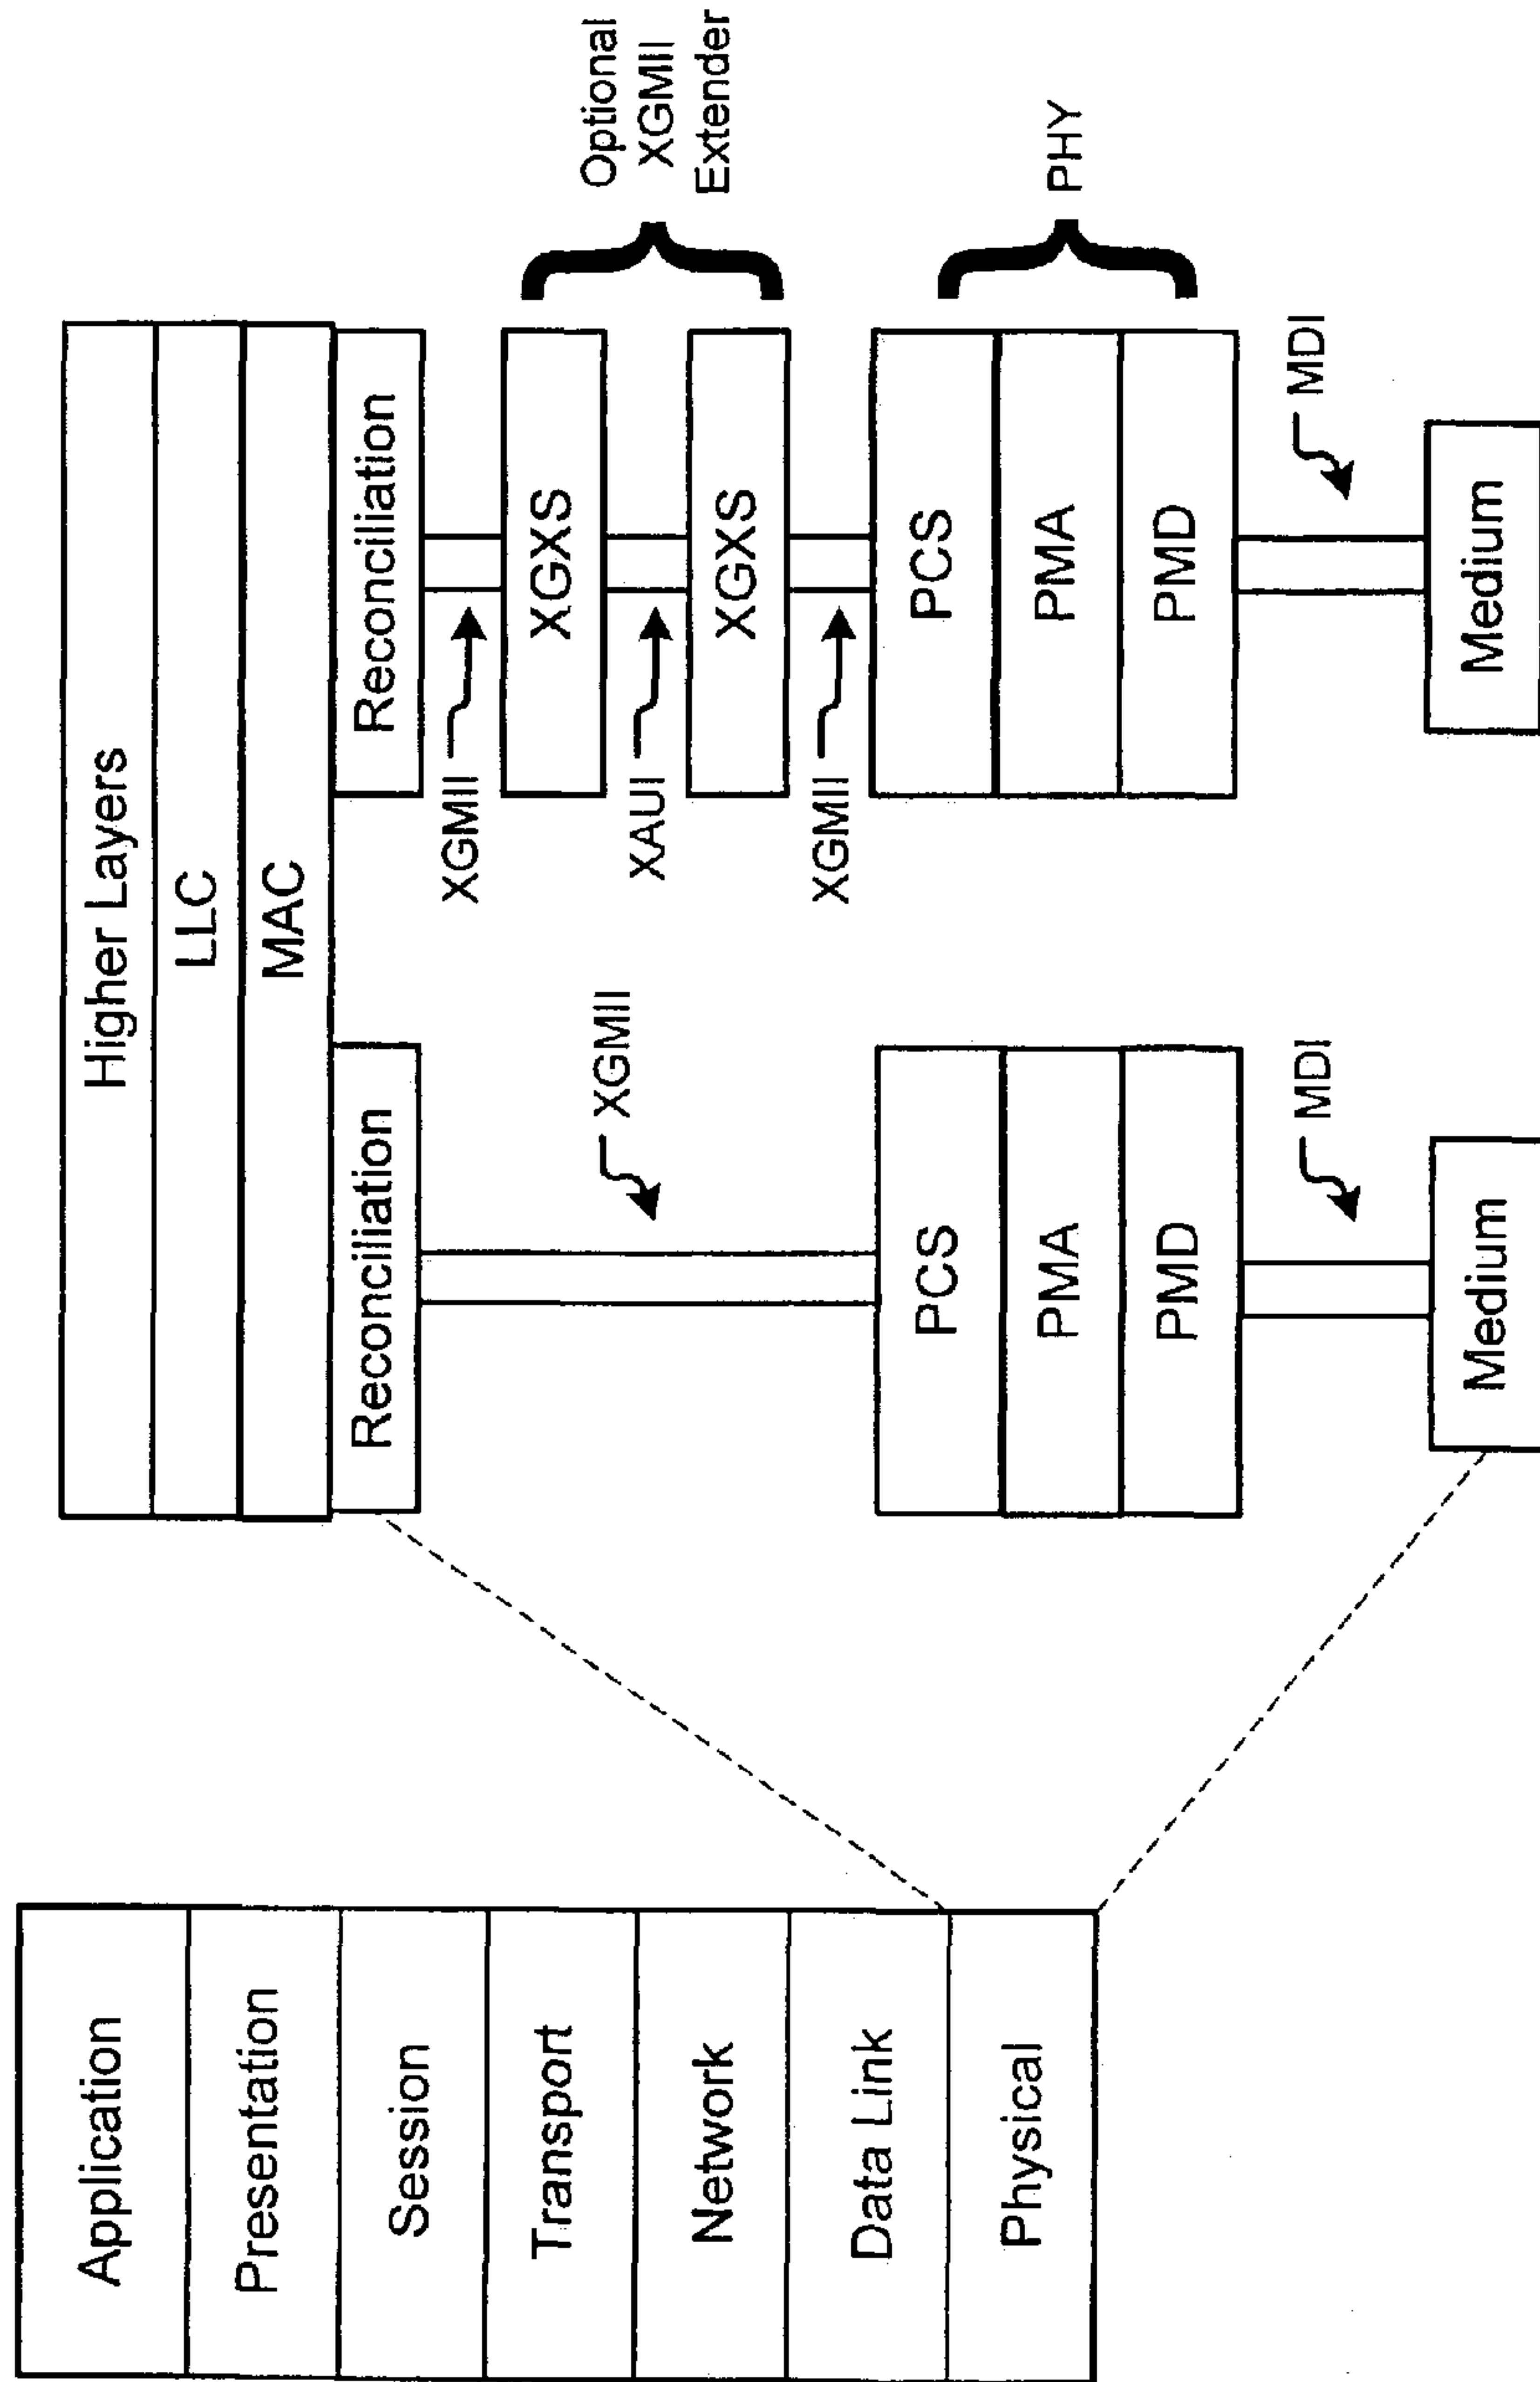 Application
Presentation
Session
Transport
Network
Data Link
Physical
Higher Layers
LLC
MAC
Reconciliation
XGMII
PCS
PMA
PMD
MDI
Medium
Reconciliation
XGMII
XGXS
XAUI
XGXS
XGMII
PCS
PMA
PMD
MDI
Medium
Optional
XGMII
Extender
PHY